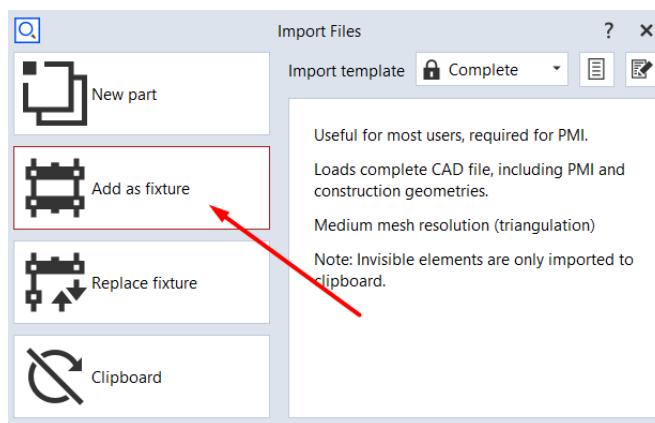 Import Files
?
New part
Add as fixture
Replace fixture
Clipboard
Import template
Complete
Useful for most users, required for PMI.
Loads complete CAD file, including PMI and
construction geometries.
Medium mesh resolution (triangulation)
Note: Invisible elements are only imported to
clipboard.